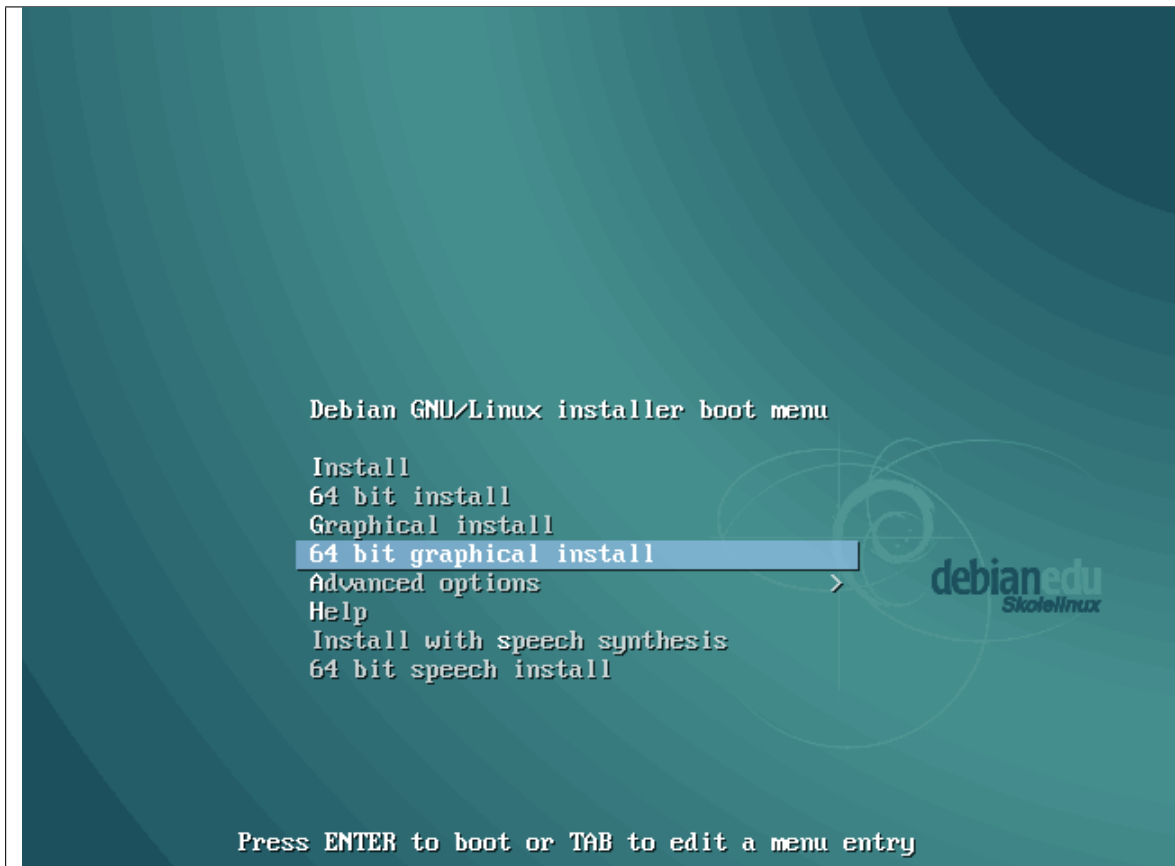 Debian GNU/Linux installer boot menu
Install
64 bit install
Graphical install
64 bit graphical install
Advanced options >
Help
Install with speech synthesis
64 bit speech install
debianedu
Skolelinux
Press ENTER to boot or TAB to edit a menu entry